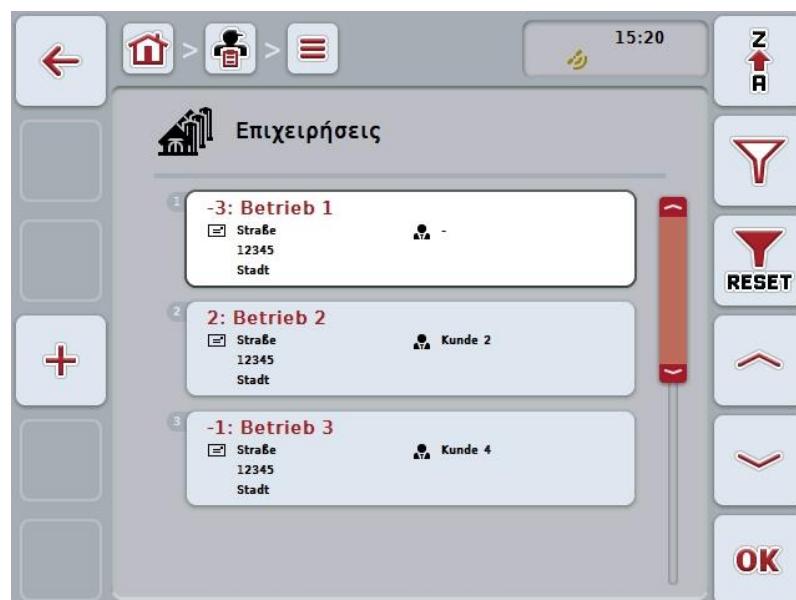 15:20
Z
A
Επιχειρήσεις
1
-3: Betrieb 1
Straße
-
12345
Stadt
RESET
2
2: Betrieb 2
Straße
Kunde 2
12345
Stadt
3
-1: Betrieb 3
Straße
Kunde 4
12345
Stadt
OK